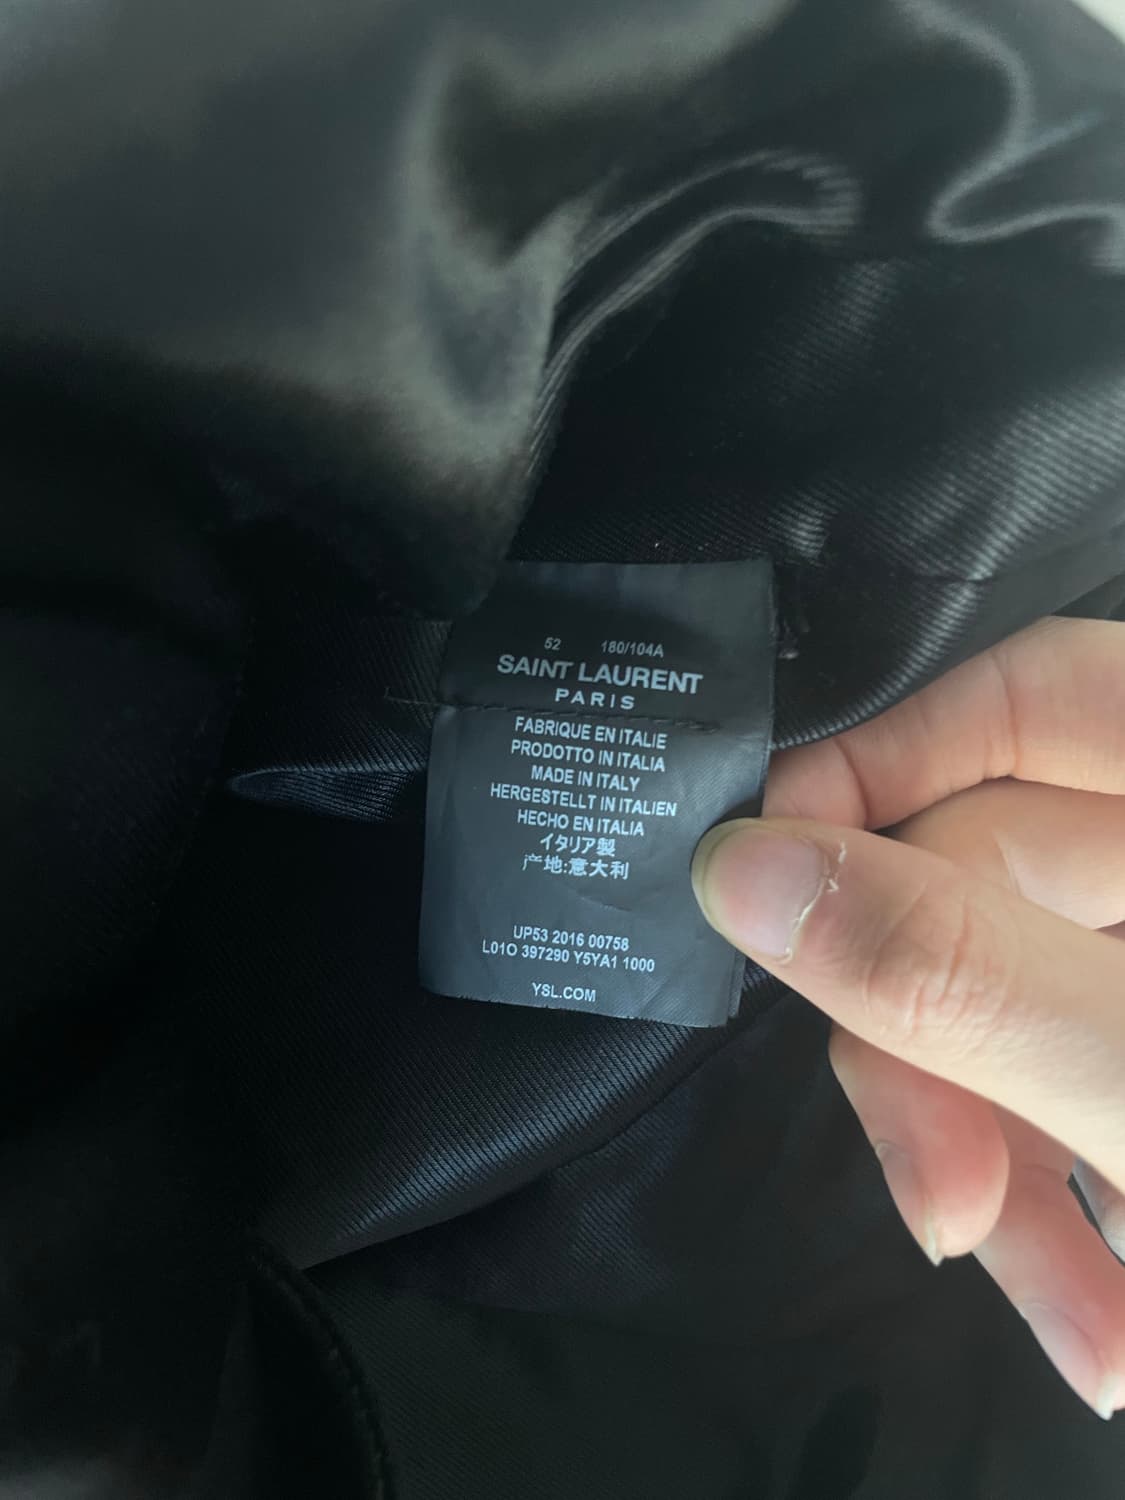 52 180/104A
SAINT LAURENT
PARIS
FABRIQUE EN ITALIE
PRODOTTO IN ITALIA
MADE IN ITALY
HERGESTELLT IN ITALIEN
HECHO EN ITALIA
イタリア製
产地:意大利
UP53 2016 00758
L01O 397290 Y5YA1 1000
YSL.COM